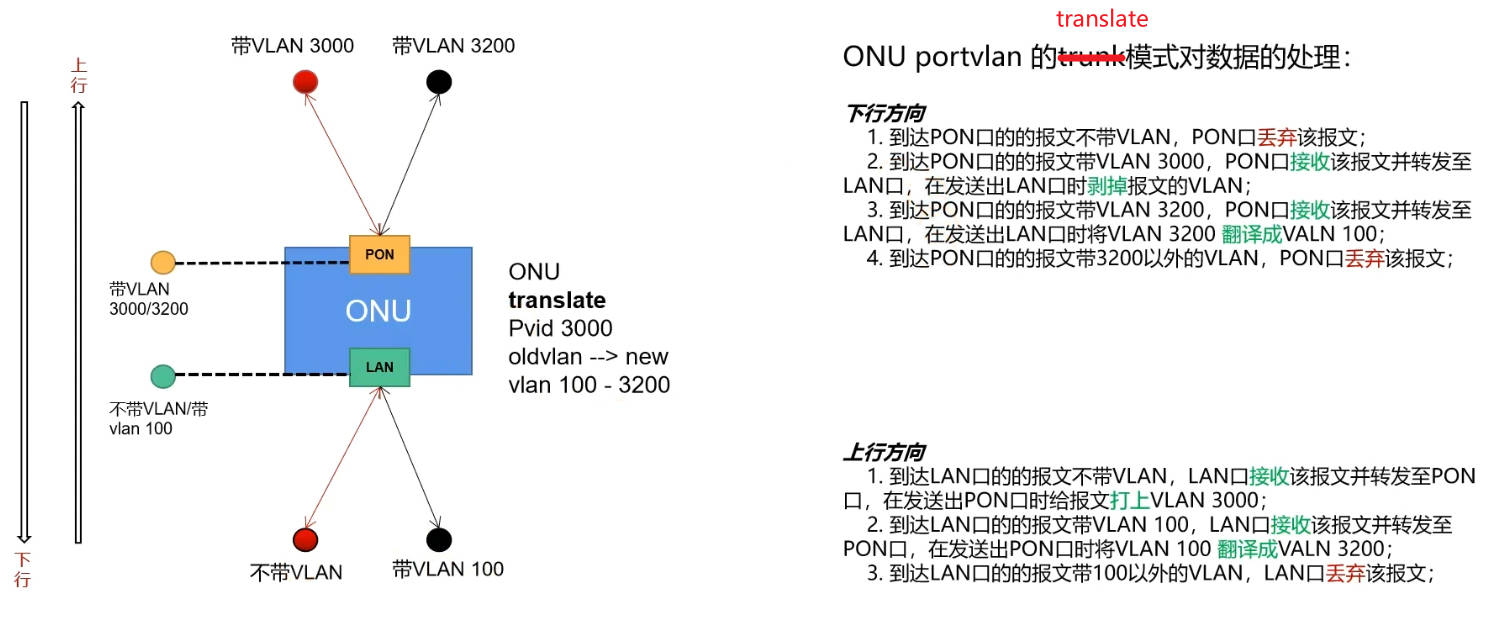 带VLAN 3000
带VLAN 3200
上
行
PON
带VLAN
3000/3200
ONU
LAN
不带VLAN/带
vlan 100
ONU
translate
Pvid 3000
oldvlan --> new
vlan 100 - 3200
下
行
不带VLAN
带VLAN 100
translate
ONU portvlan 的trunk模式对数据的处理：
下行方向
1. 到达PON口的的报文不带VLAN，PON口丢弃该报文；
2. 到达PON口的的报文带VLAN 3000，PON口接收该报文并转发至
LAN口，在发送出LAN口时剥掉报文的VLAN；
3. 到达PON口的的报文带VLAN 3200，PON口接收该报文并转发至
LAN口，在发送出LAN口时将VLAN 3200 翻译成VALN 100；
4. 到达PON口的的报文带3200以外的VLAN，PON口丢弃该报文；
上行方向
1. 到达LAN口的的报文不带VLAN，LAN口接收该报文并转发至PON
口，在发送出PON口时给报文打上VLAN 3000；
2. 到达LAN口的的报文带VLAN 100，LAN口接收该报文并转发至
PON口，在发送出PON口时将VLAN 100 翻译成VALN 3200；
3. 到达LAN口的的报文带100以外的VLAN，LAN口丢弃该报文；